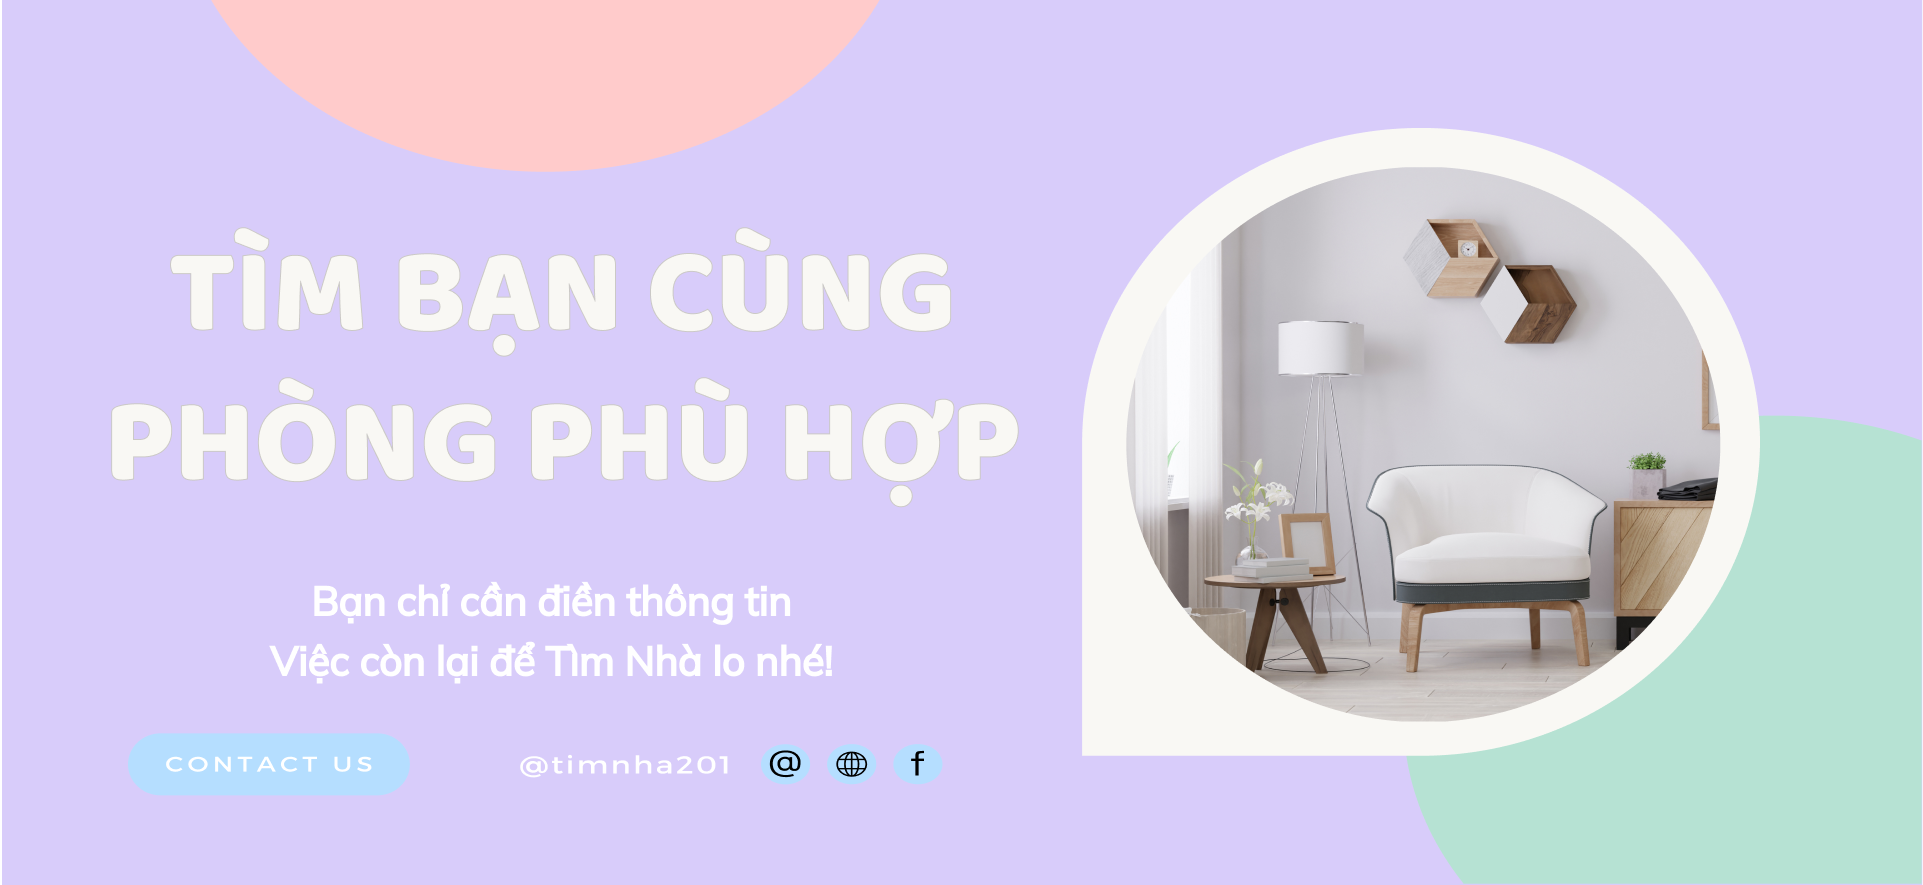 TÌM BẠN CÙNG
PHÒNG PHÙ HỢP
Bạn chỉ cần điền thông tin
Việc còn lại để Tìm Nhà lo nhé!
CONTACT US
@timnha201 @ f